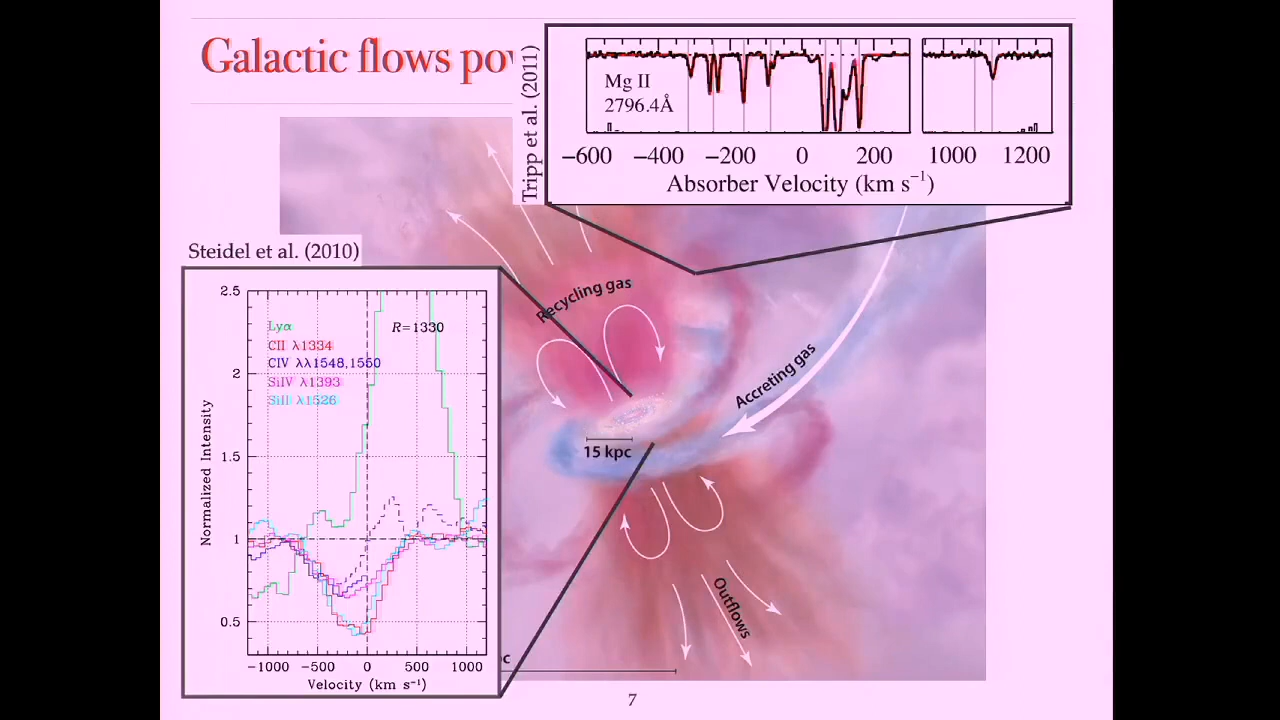 Galactic flows pow
Tripp et al. (2011)
Mg II
2796.4Å
−600 −400 −200 0 200 1000 1200
Absorber Velocity (km s⁻¹)
Steidel et al. (2010)
2.5
Lyα
R=1330
CII λ1334
CIV λλ1548,1550
SiIV λ1393
SiII λ1526
2
1.5
1
0.5
Normalized Intensity
−1000 −500 0 500 1000
Velocity (km s⁻¹)
Recycling gas
Accreting gas
15 kpc
Outflows
pc
7